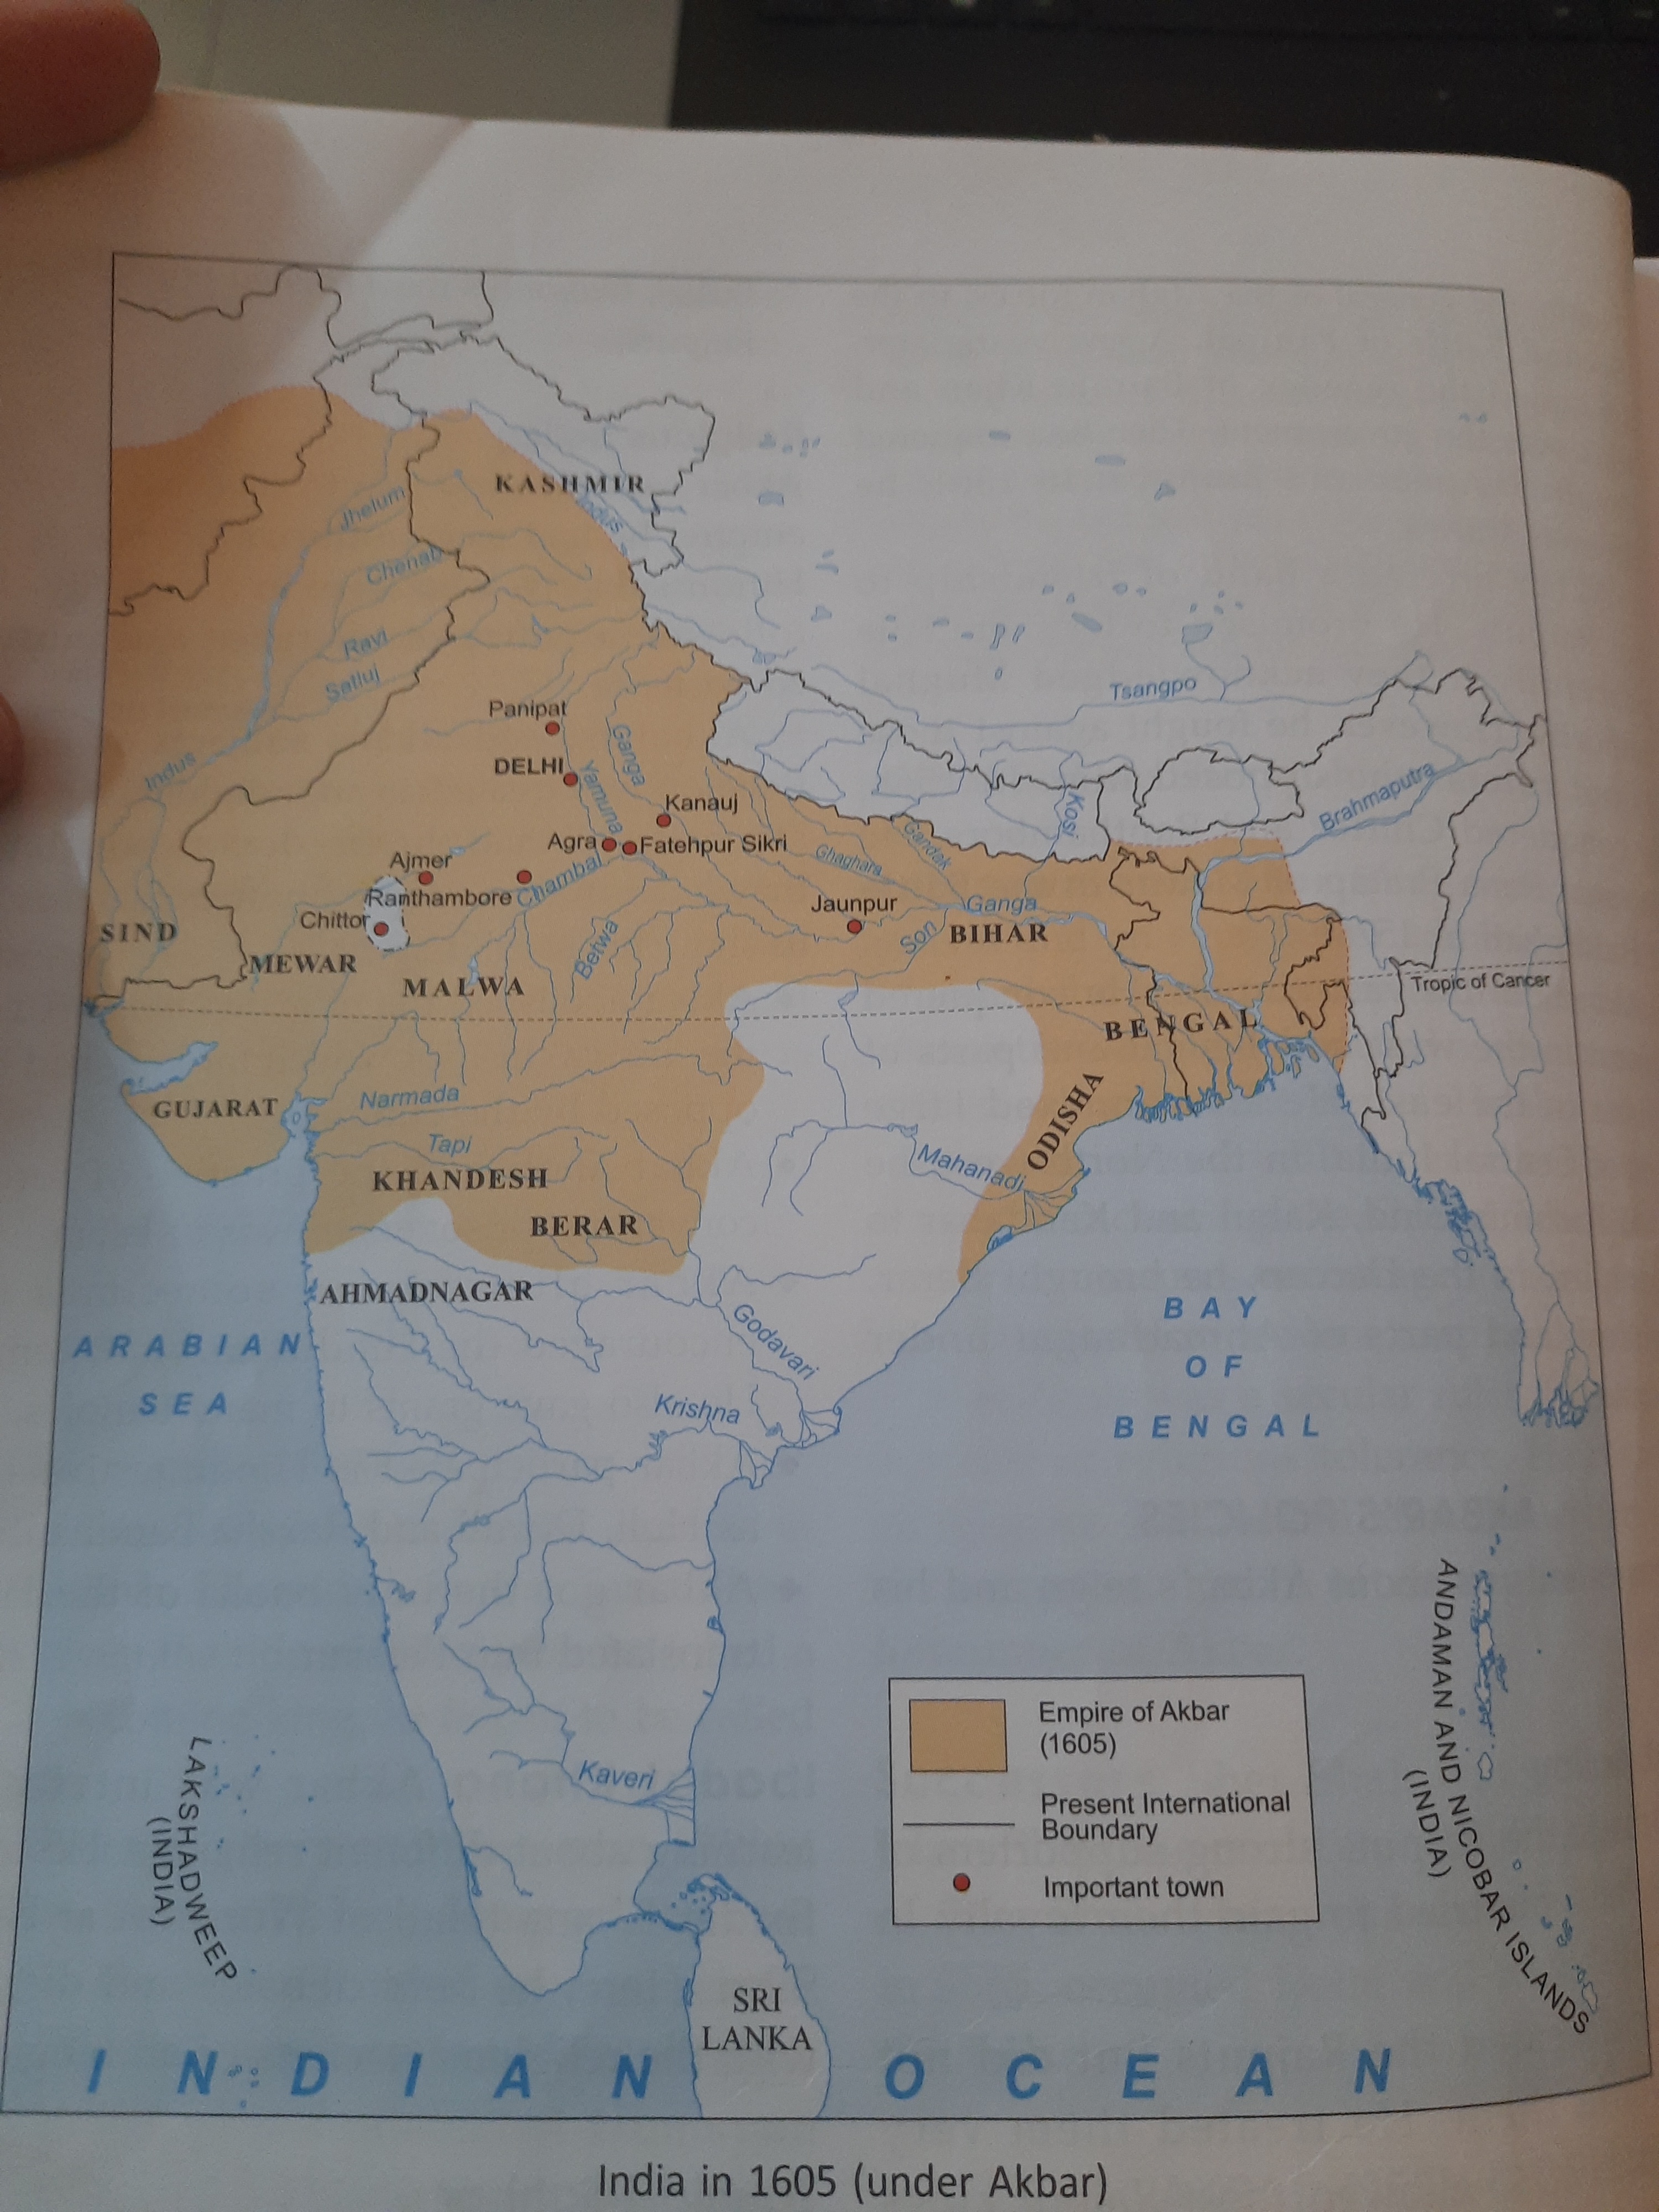 KASHMIR
Indus
Jhelum
Chenab
Ravi
Satluj
Indus
Panipat
DELHI
Yamuna
Ganga
Agra
Fatehpur Sikri
Kanauj
Ajmer
Ranthambore
Chambal
Chittor
MEWAR
SIND
GUJARAT
MALWA
Betwa
Jaunpur
Ghaghara
Gandak
Son
BIHAR
Ganga
Kosi
Tsangpo
Brahmaputra
Tropic of Cancer
BENGAL
ODISHA
Mahanadi
Narmada
Tapi
KHANDESH
BERAR
AHMADNAGAR
Godavari
Krishna
Kaveri
ARABIAN
SEA
BAY
OF
BENGAL
LAKSHADWEEP
(INDIA)
ANDAMAN AND NICOBAR ISLANDS
(INDIA)
SRI
LANKA
INDIAN OCEAN
Empire of Akbar
(1605)
Present International
Boundary
Important town
India in 1605 (under Akbar)